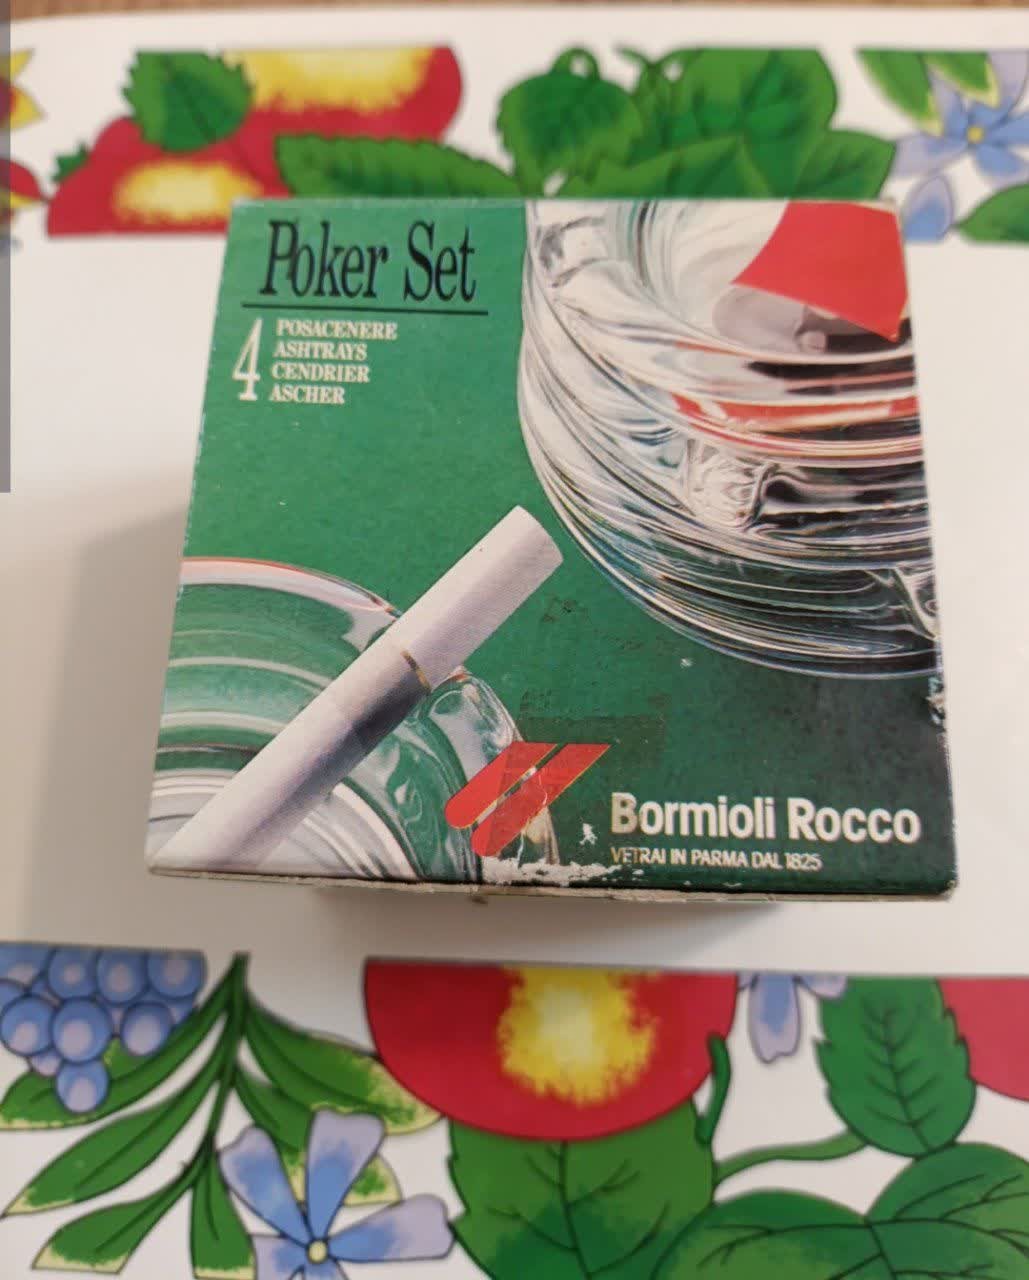 Poker Set
4
POSACENERE
ASHTRAYS
CENDRIER
ASCHER
Bormioli Rocco
VETRAI IN PARMA DAL 1825